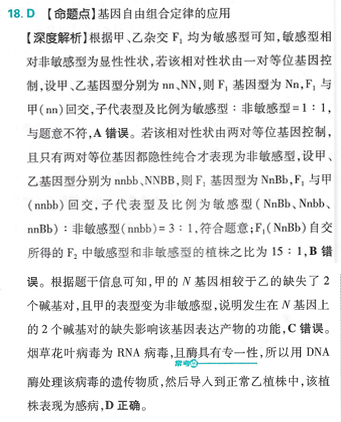 18. D 【命题点】基因自由组合定律的应用
【深度解析】根据甲、乙杂交 F₁ 均为敏感型可知,敏感型相
对非敏感型为显性性状,若该相对性状由一对等位基因控
制,设甲、乙基因型分别为 nn、NN,则 F₁ 基因型为 Nn,F₁ 与
甲(nn)回交,子代表型及比例为敏感型∶非敏感型=1∶1,
与题意不符,A 错误。若该相对性状由两对等位基因控制,
且只有两对等位基因都隐性纯合才表现为非敏感型,设甲、
乙基因型分别为 nnbb、NNBB,则 F₁ 基因型为 NnBb,F₁ 与甲
(nnbb)回交,子代表型及比例为敏感型(NnBb、Nnbb、
nnBb)∶非敏感型(nnbb)=3∶1,符合题意;F₁(NnBb)自交
所得的 F₂ 中敏感型和非敏感型的植株之比为 15∶1,B 错
误。根据题干信息可知,甲的 N 基因相较于乙的缺失了 2
个碱基对,且甲的表型变为非敏感型,说明发生在 N 基因上
的 2 个碱基对的缺失影响该基因表达产物的功能,C 错误。
烟草花叶病毒为 RNA 病毒,且酶具有专一性,所以用 DNA
常考
酶处理该病毒的遗传物质,然后导入到正常乙植株中,该植
株表现为感病,D 正确。